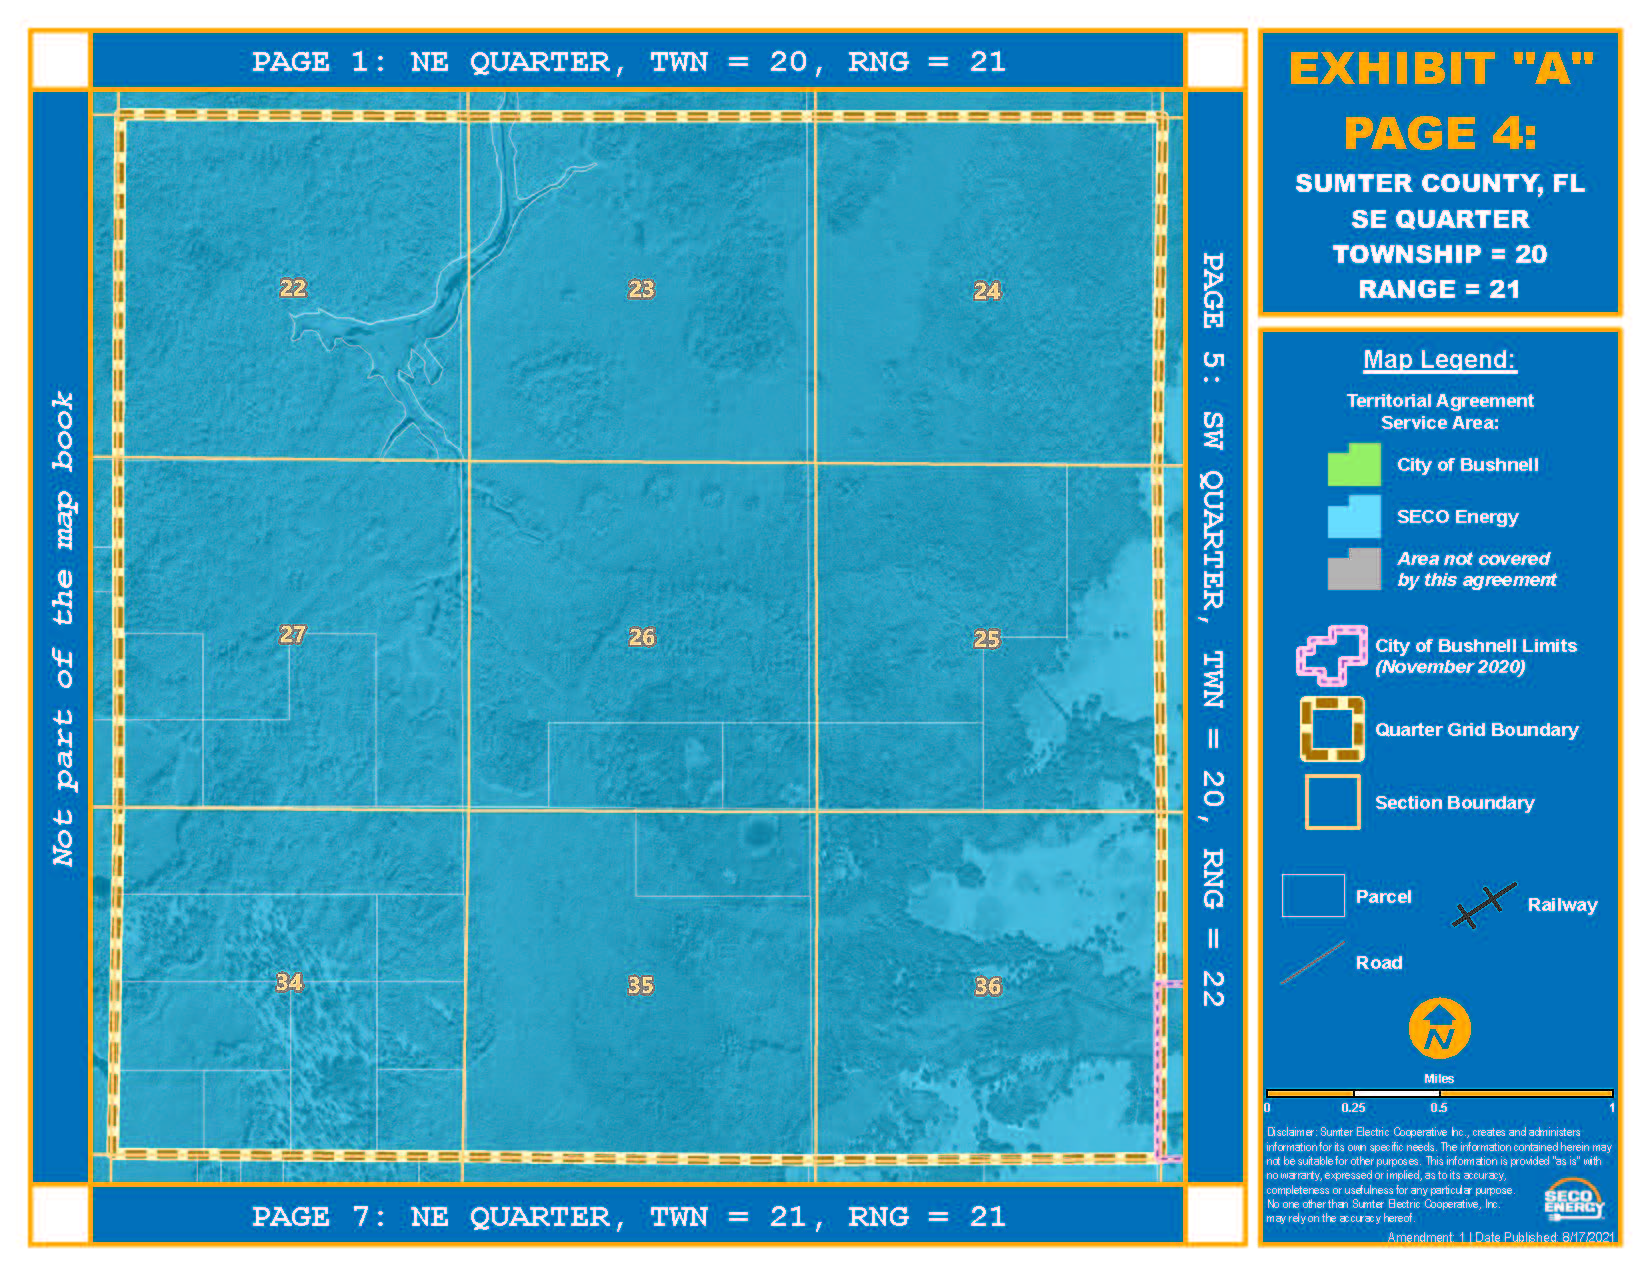 PAGE 1: NE QUARTER, TWN = 20, RNG = 21
Not part of the map book
22
23
24
27
26
25
34
35
36
PAGE 5: SW QUARTER, TWN = 20, RNG = 22
PAGE 7: NE QUARTER, TWN = 21, RNG = 21
EXHIBIT "A"
PAGE 4:
SUMTER COUNTY, FL
SE QUARTER
TOWNSHIP = 20
RANGE = 21
Map Legend:
Territorial Agreement
Service Area:
City of Bushnell
SECO Energy
Area not covered
by this agreement
City of Bushnell Limits
(November 2020)
Quarter Grid Boundary
Section Boundary
Parcel
Railway
Road
N
Miles
0 0.25 0.5 1
Disclaimer: Sumter Electric Cooperative Inc., creates and administers
information for its own specific needs. The information contained herein may
not be suitable for other purposes. This information is provided "as is" with
no warranty, expressed or implied, as to its accuracy,
completeness or usefulness for any particular purpose.
No one other than Sumter Electric Cooperative, Inc.
may rely on the accuracy hereof.
SECO
ENERGY
Amendment: 1 | Date Published: 8/17/2021